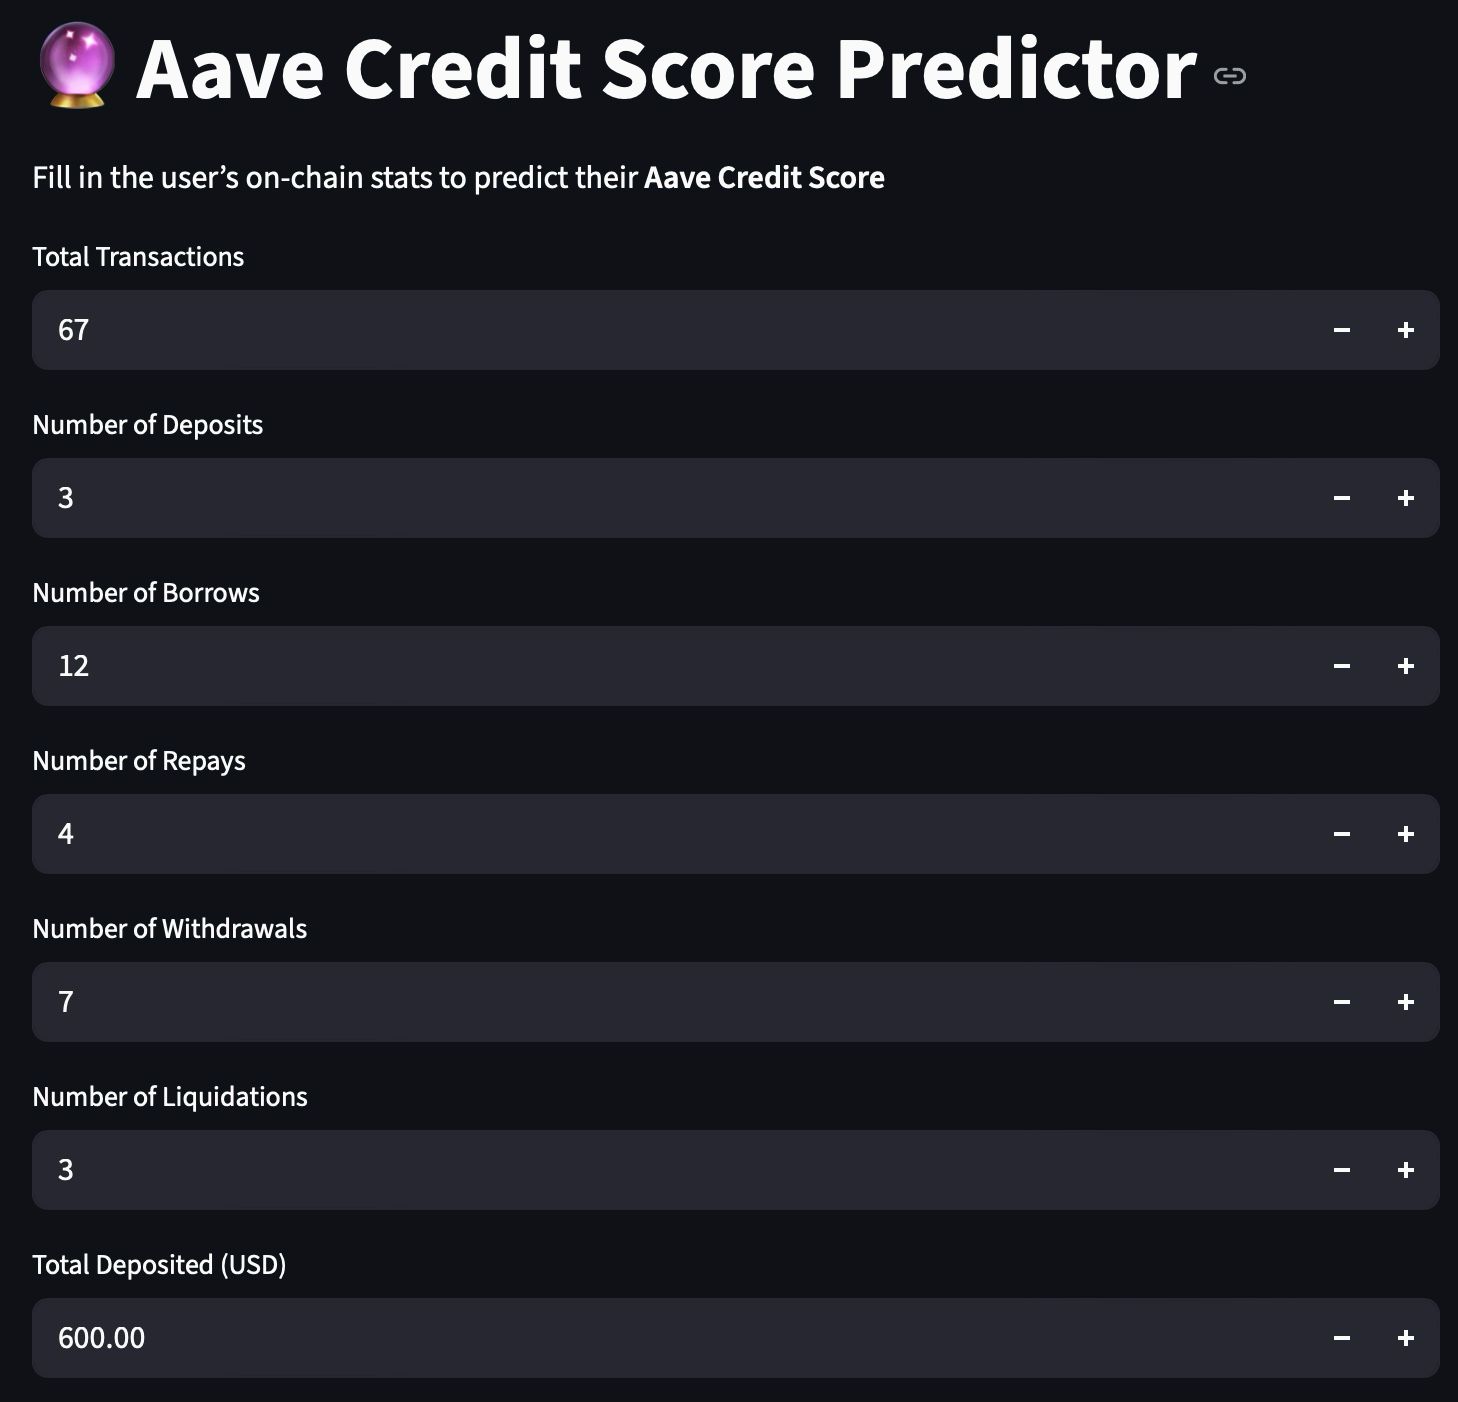 Aave Credit Score Predictor
Fill in the user’s on-chain stats to predict their Aave Credit Score
Total Transactions
67
Number of Deposits
3
Number of Borrows
12
Number of Repays
4
Number of Withdrawals
7
Number of Liquidations
3
Total Deposited (USD)
600.00